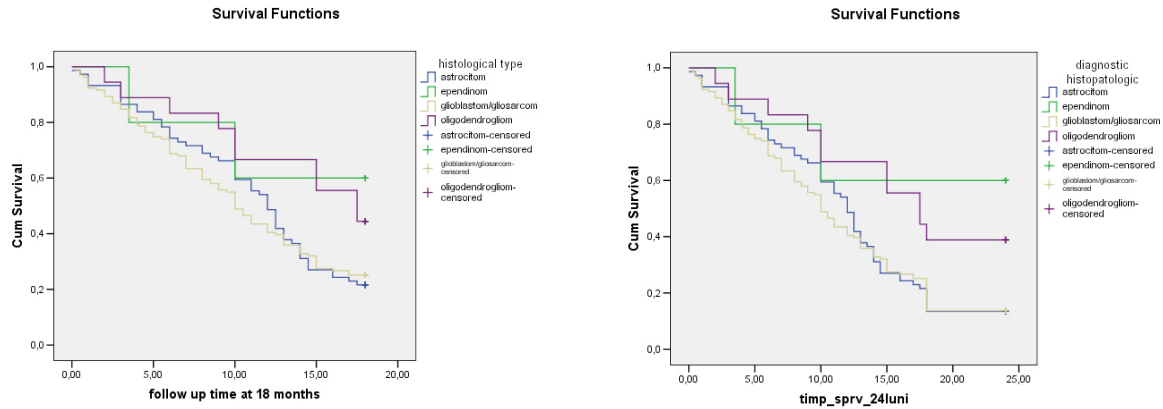 Survival Functions
Cum Survival
1,0
0,8
0,6
0,4
0,2
0,0
0,00
5,00
10,00
15,00
20,00
follow up time at 18 months
histological type
astrocitom
ependinom
glioblastom/gliosarcom
oligodendrogliom
astrocitom-censored
ependinom-censored
glioblastom/gliosarcom-
censored
oligodendrogliom-
censored
Survival Functions
Cum Survival
1,0
0,8
0,6
0,4
0,2
0,0
0,00
5,00
10,00
15,00
20,00
25,00
timp_sprv_24luni
diagnostic
histopatologic
astrocitom
ependinom
glioblastom/gliosarcom
oligodendrogliom
astrocitom-censored
ependinom-censored
glioblastom/gliosarcom-
censored
oligodendrogliom-
censored